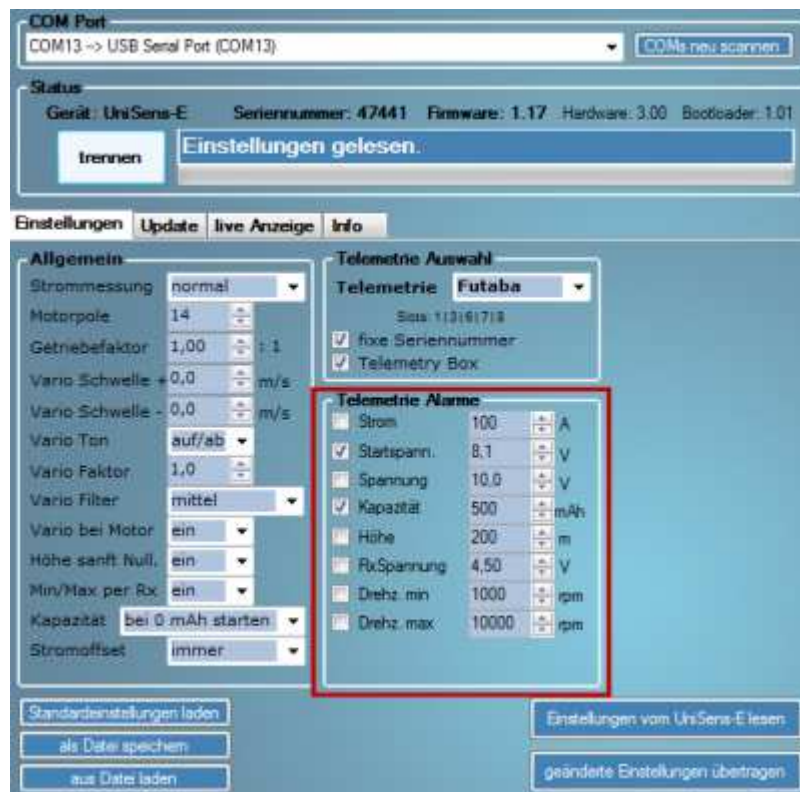 COM Port
COM13 --> USB Serial Port (COM13)
COMs neu scannen
Status
Gerät: UniSens-E Seriennummer: 47441 Firmware: 1.17 Hardware: 3.00 Bootloader: 1.01
trennen
Einstellungen gelesen.
Einstellungen Update live Anzeige Info
Allgemein
Strommessung normal
Motorpole 14
Getriebefaktor 1,00 : 1
Vario Schwelle + 0,0 m/s
Vario Schwelle - 0,0 m/s
Vario Ton auf/ab
Vario Faktor 1,0
Vario Filter mittel
Vario bei Motor ein
Höhe sanft Null. ein
Min/Max per Rx ein
Kapazität bei 0 mAh starten
Stromoffset immer
Telemetrie Auswahl
Telemetrie Futaba
fixe Seriennummer
Telemetry Box
Telemetrie Alarme
Strom 100 A
Startspann. 8,1 V
Spannung 10,0 V
Kapazität 500 mAh
Höhe 200 m
RxSpannung 4,50 V
Drehz. min 1000 rpm
Drehz. max 10000 rpm
Standardeinstellungen laden
als Datei speichern
aus Datei laden
Einstellungen vom UniSens-E lesen
geänderte Einstellungen übertragen